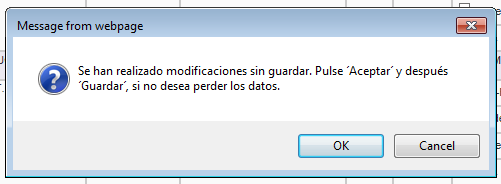 Message from webpage
Se han realizado modificaciones sin guardar. Pulse ´Aceptar´ y después
´Guardar´, si no desea perder los datos.
OK
Cancel